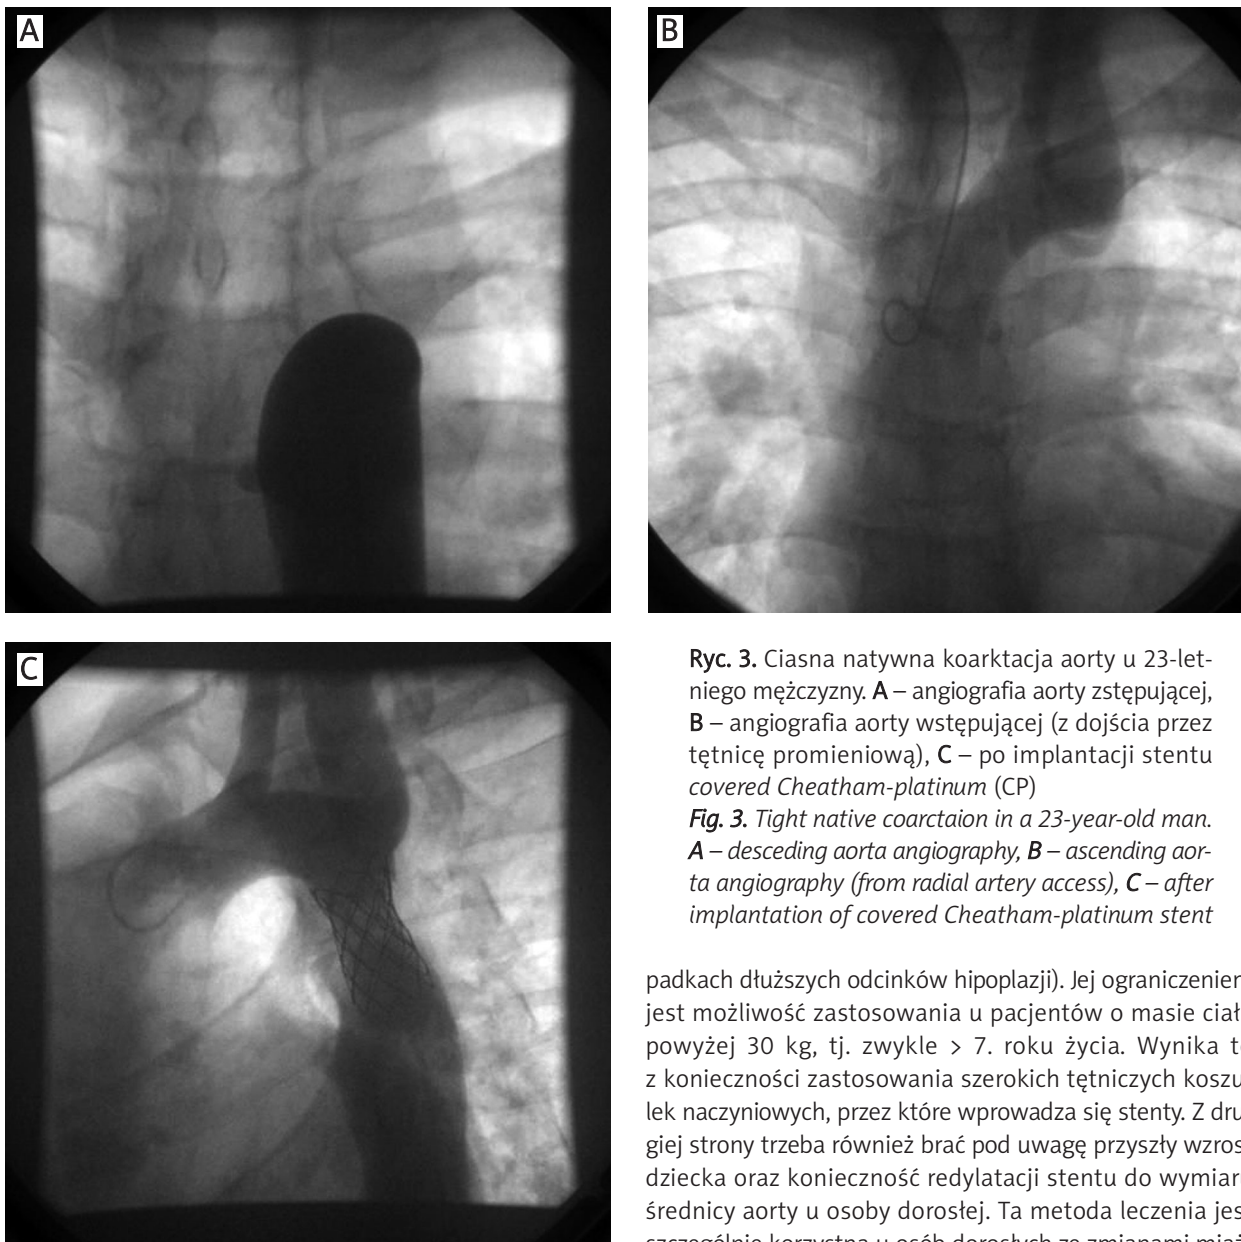 A
B
C
Ryc. 3. Ciasna natywna koarktacja aorty u 23-let-
niego mężczyzny. A – angiografia aorty zstępującej,
B – angiografia aorty wstępującej (z dojścia przez
tętnicę promieniową), C – po implantacji stentu
covered Cheatham-platinum (CP)
Fig. 3. Tight native coarctaion in a 23-year-old man.
A – desceding aorta angiography, B – ascending aor-
ta angiography (from radial artery access), C – after
implantation of covered Cheatham-platinum stent
padkach dłuższych odcinków hipoplazji). Jej
jest możliwość zastosowania u pacjentów o masie
powyżej 30 kg, tj. zwykle > 7. roku życia. Wynika
z konieczności zastosowania szerokich tętniczych koszu
lek naczyniowych, przez które wprowadza się stenty. Z dru
giej strony trzeba również brać pod uwagę przyszły
dziecka oraz konieczność redylatacji stentu do
średnicy aorty u osoby dorosłej. Ta metoda leczenia